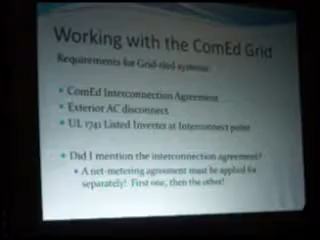 Working with the ComEd Grid
Requirements for Grid-tied systems:
ComEd Interconnection Agreement
Exterior AC disconnect
UL 1741 Listed Inverter at Interconnect point
Did I mention the interconnection agreement?
A net-metering agreement must be applied for
separately! First one, then the other!